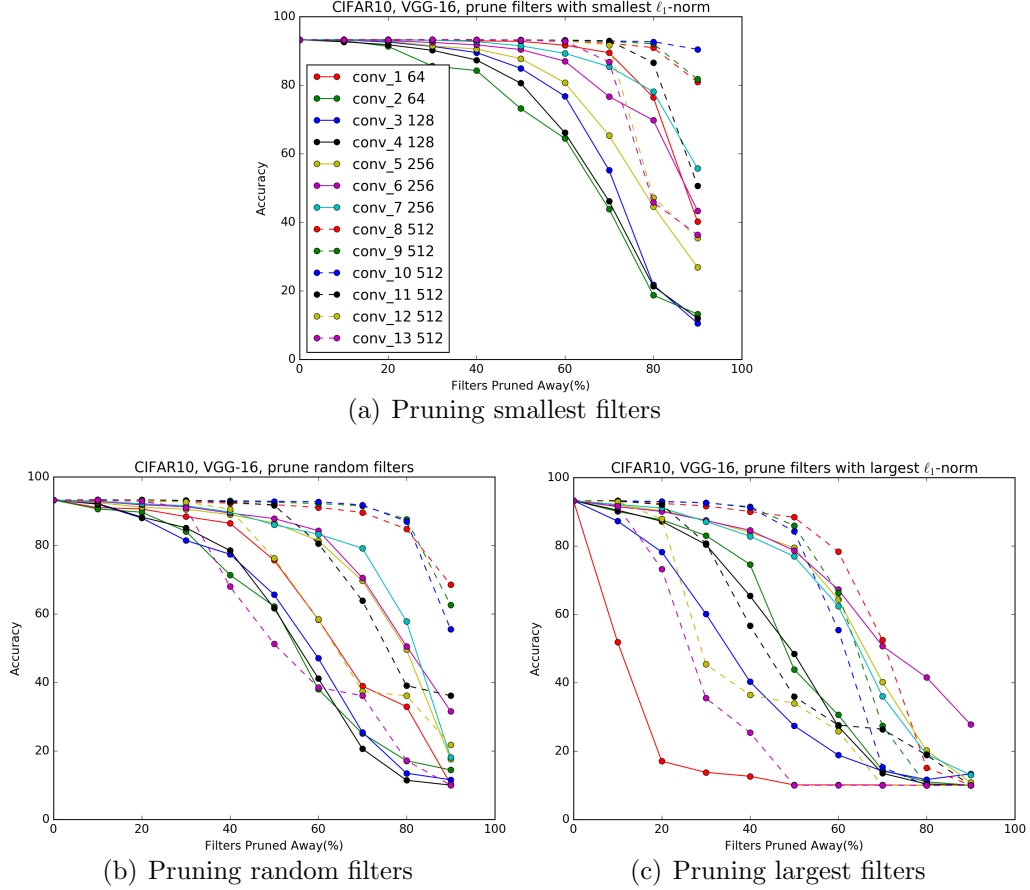 CIFAR10, VGG-16, prune filters with smallest ℓ₁-norm
100
80
60
40
20
0
Accuracy
conv_1 64
conv_2 64
conv_3 128
conv_4 128
conv_5 256
conv_6 256
conv_7 256
conv_8 512
conv_9 512
conv_10 512
conv_11 512
conv_12 512
conv_13 512
0 20 40 60 80 100
Filters Pruned Away(%)
(a) Pruning smallest filters
CIFAR10, VGG-16, prune random filters
100
80
60
40
20
0
Accuracy
0 20 40 60 80 100
Filters Pruned Away(%)
(b) Pruning random filters
CIFAR10, VGG-16, prune filters with largest ℓ₁-norm
100
80
60
40
20
0
Accuracy
0 20 40 60 80 100
Filters Pruned Away(%)
(c) Pruning largest filters